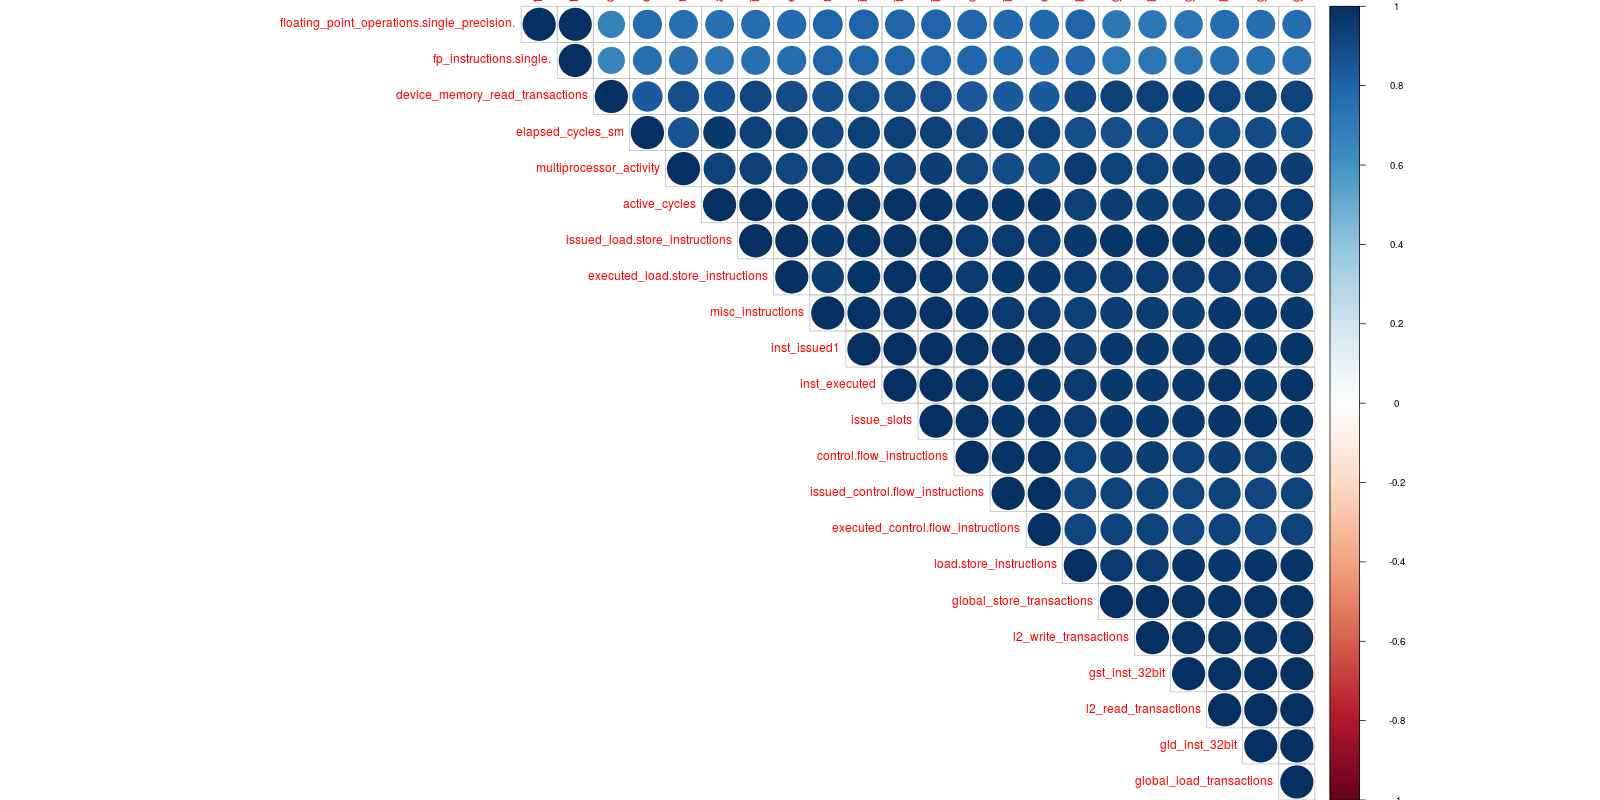 floating_point_operations.single_precision.
fp_instructions.single.
device_memory_read_transactions
elapsed_cycles_sm
multiprocessor_activity
active_cycles
issued_load.store_instructions
executed_load.store_instructions
misc_instructions
inst_issued1
inst_executed
issue_slots
control.flow_instructions
issued_control.flow_instructions
executed_control.flow_instructions
load.store_instructions
global_store_transactions
l2_write_transactions
gst_inst_32bit
l2_read_transactions
gld_inst_32bit
global_load_transactions
1
0.8
0.6
0.4
0.2
0
-0.2
-0.4
-0.6
-0.8